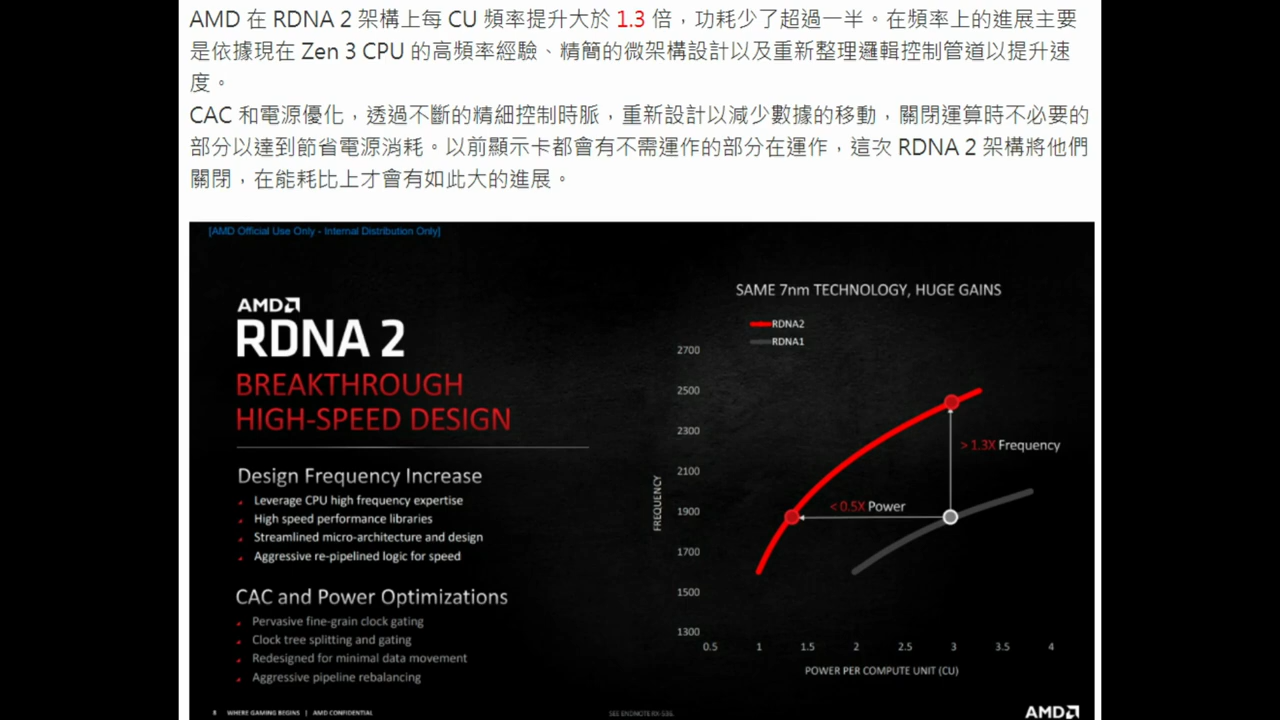 AMD 在 RDNA 2 架構上每 CU 頻率提升大於 1.3 倍，功耗少了超過一半。在頻率上的進展主要
是依據現在 Zen 3 CPU 的高頻率經驗、精簡的微架構設計以及重新整理邏輯控制管道以提升速
度。
CAC 和電源優化，透過不斷的精細控制時脈，重新設計以減少數據的移動，關閉運算時不必要的
部分以達到節省電源消耗。以前顯示卡都會有不需運作的部分在運作，這次 RDNA 2 架構將他們
關閉，在能耗比上才會有如此大的進展。
[AMD Official Use Only - Internal Distribution Only]
AMD
RDNA 2
BREAKTHROUGH
HIGH-SPEED DESIGN
Design Frequency Increase
Leverage CPU high frequency expertise
High speed performance libraries
Streamlined micro-architecture and design
Aggressive re-pipelined logic for speed
CAC and Power Optimizations
Pervasive fine-grain clock gating
Clock tree splitting and gating
Redesigned for minimal data movement
Aggressive pipeline rebalancing
SAME 7nm TECHNOLOGY, HUGE GAINS
RDNA2
RDNA1
2700
2500
2300
2100
1900
1700
1500
1300
FREQUENCY
> 1.3X Frequency
< 0.5X Power
0.5 1 1.5 2 2.5 3 3.5 4
POWER PER COMPUTE UNIT (CU)
8 WHERE GAMING BEGINS | AMD CONFIDENTIAL
SEE ENDNOTE RX-536.
AMD